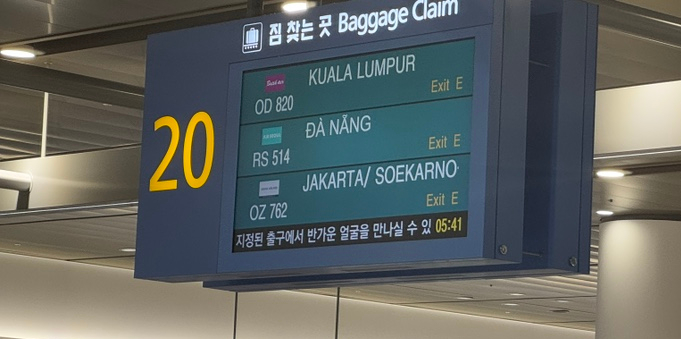 짐 찾는 곳 Baggage Claim
20
KUALA LUMPUR
OD 820
Exit E
ĐÀ NẴNG
RS 514
Exit E
JAKARTA/ SOEKARNO
OZ 762
Exit E
지정된 출구에서 반가운 얼굴을 만나실 수 있 05:41